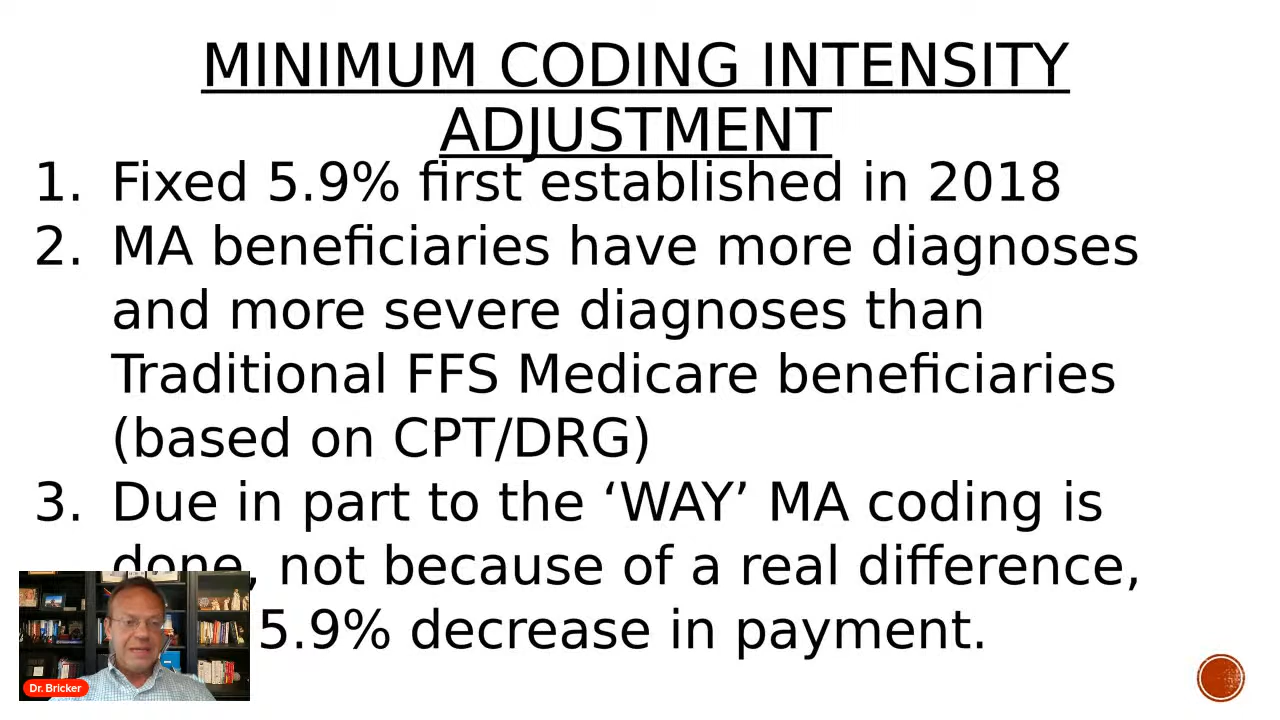 MINIMUM CODING INTENSITY
ADJUSTMENT
1. Fixed 5.9% first established in 2018
2. MA beneficiaries have more diagnoses
and more severe diagnoses than
Traditional FFS Medicare beneficiaries
(based on CPT/DRG)
3. Due in part to the ‘WAY’ MA coding is
done, not because of a real difference,
5.9% decrease in payment.
Dr. Bricker